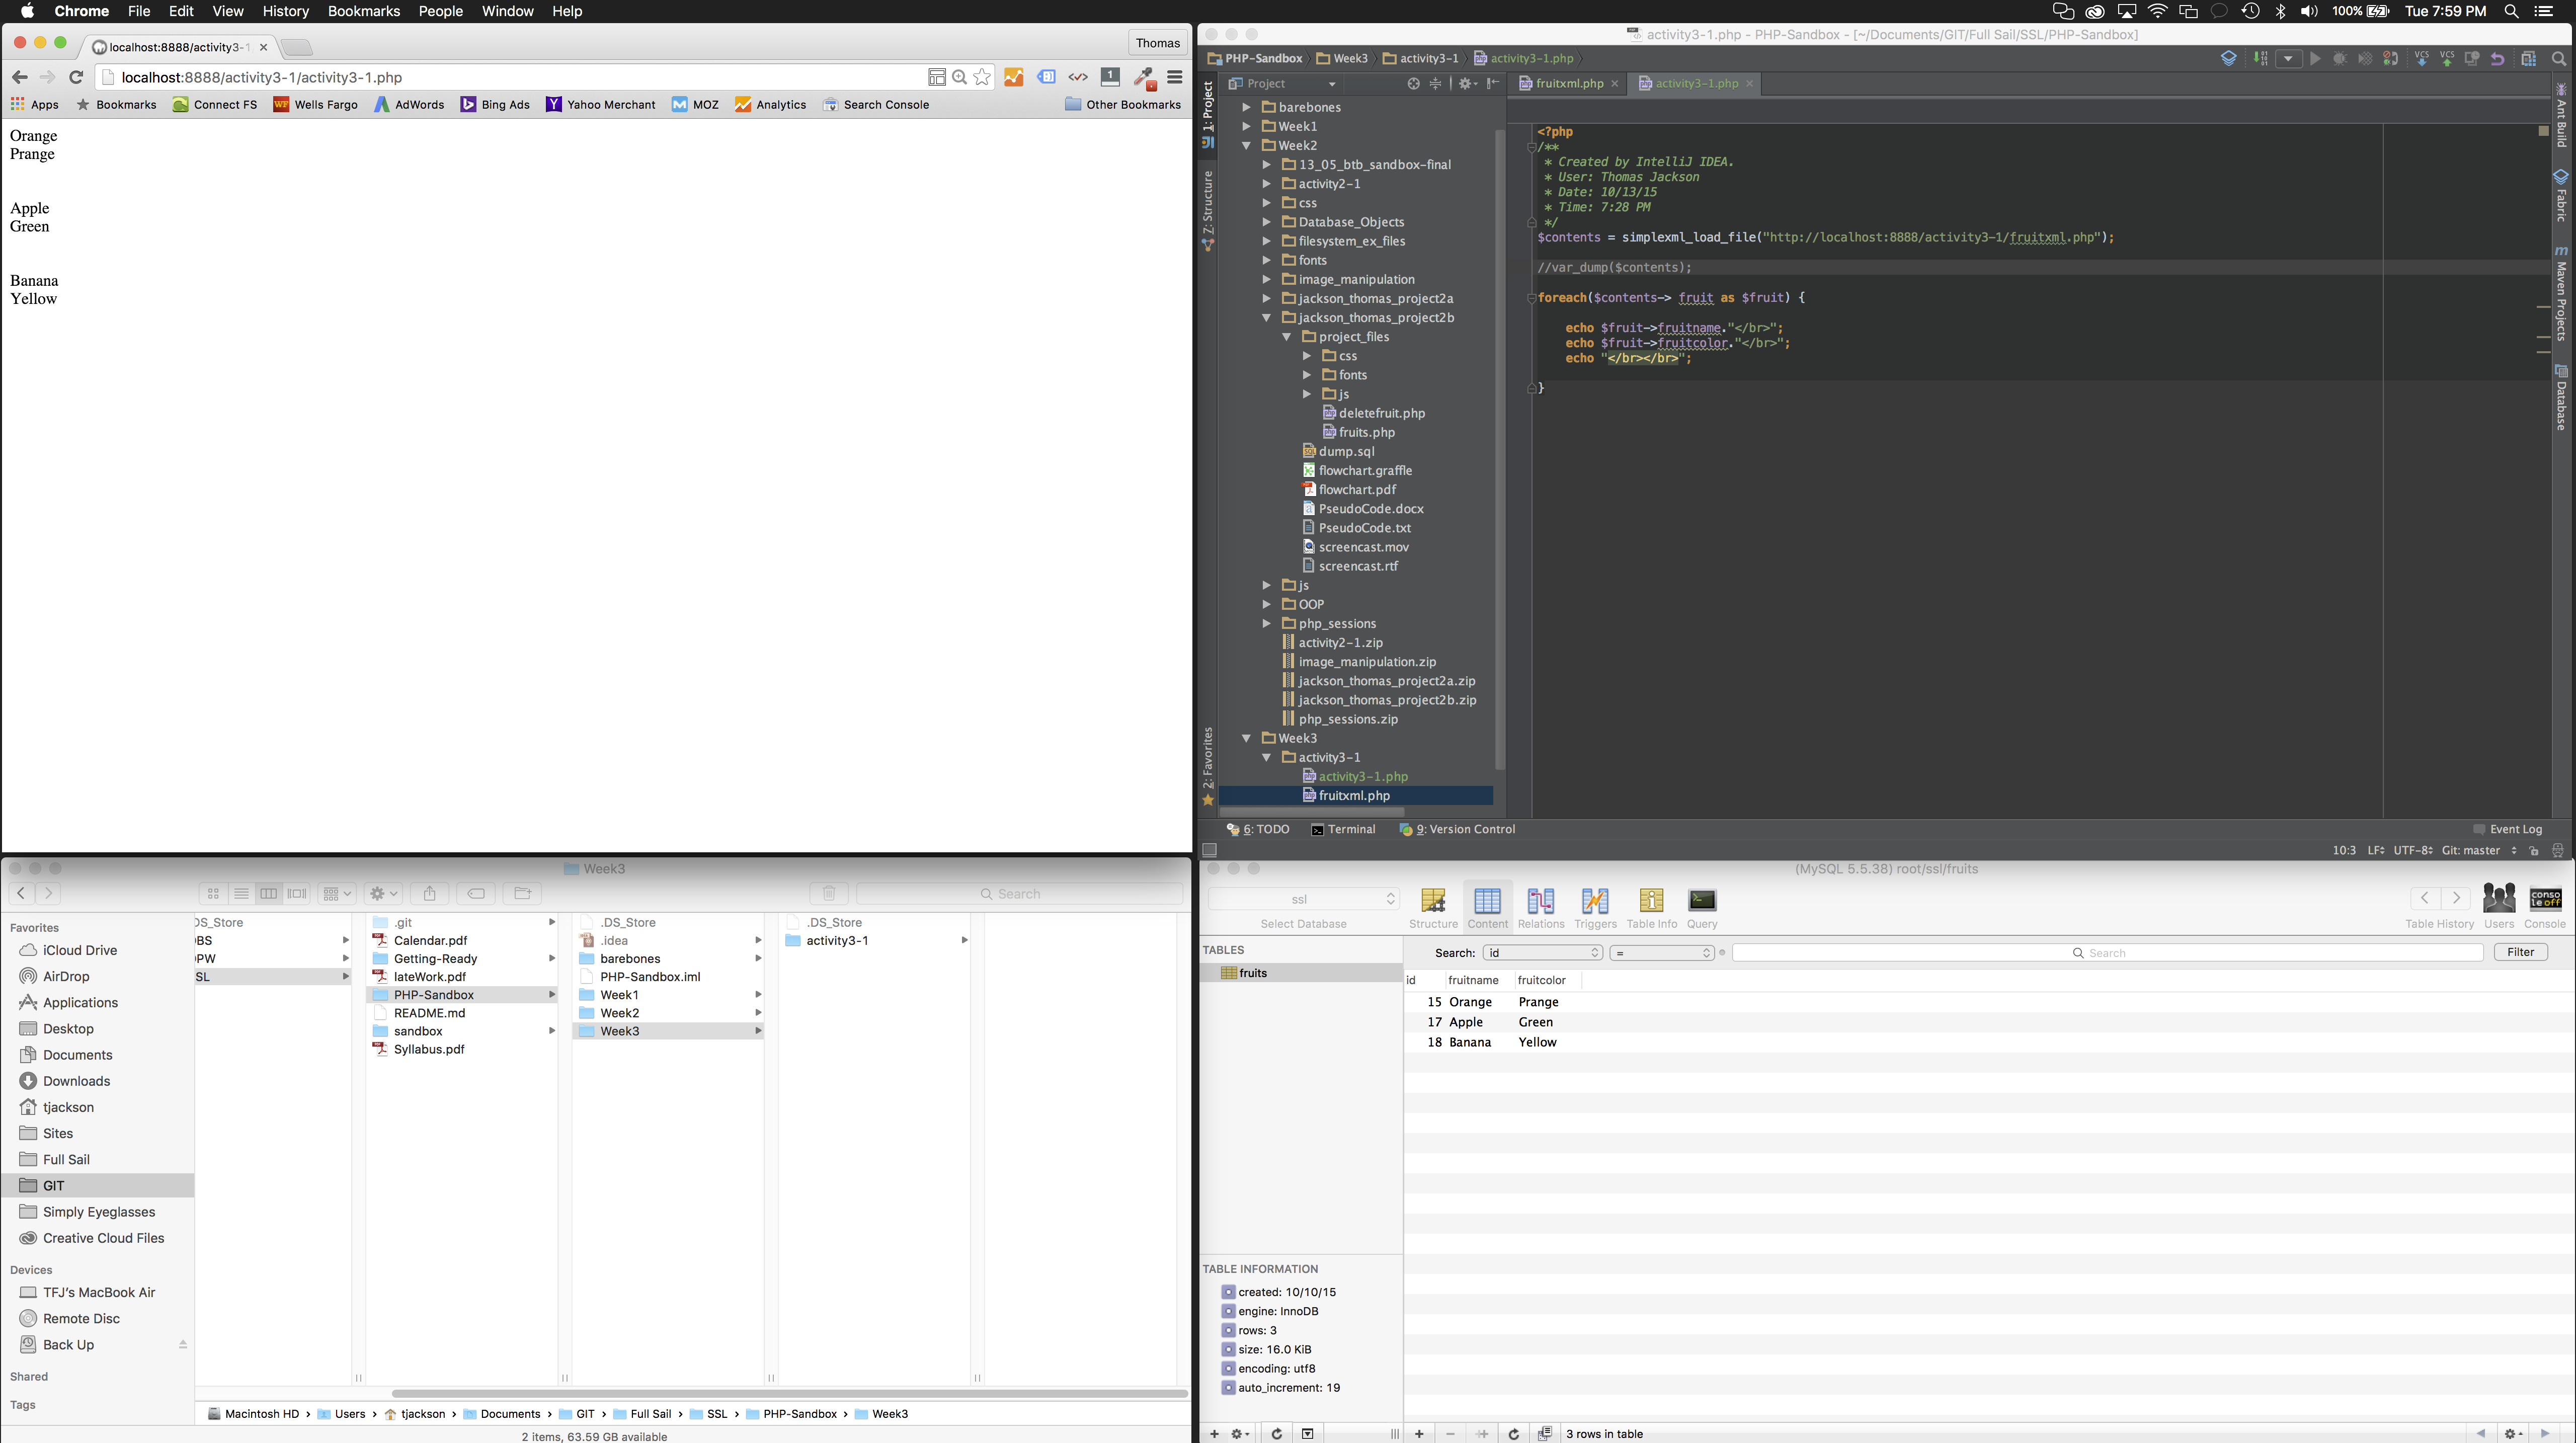 Chrome File Edit View History Bookmarks People Window Help
100% Tue 7:59 PM
localhost:8888/activity3-1
Thomas
localhost:8888/activity3-1/activity3-1.php
Apps Bookmarks Connect FS Wells Fargo AdWords Bing Ads Yahoo Merchant MOZ Analytics Search Console Other Bookmarks
Orange
Prange
Apple
Green
Banana
Yellow
activity3-1.php - PHP-Sandbox - [~/Documents/GIT/Full Sail/SSL/PHP-Sandbox]
PHP-Sandbox Week3 activity3-1 activity3-1.php
VCS VCS
Project
fruitxml.php activity3-1.php
1: Project
7: Structure
2: Favorites
barebones
Week1
Week2
13_05_btb_sandbox-final
activity2-1
css
Database_Objects
filesystem_ex_files
fonts
image_manipulation
jackson_thomas_project2a
jackson_thomas_project2b
project_files
css
fonts
js
deletefruit.php
fruits.php
dump.sql
flowchart.graffle
flowchart.pdf
PseudoCode.docx
PseudoCode.txt
screencast.mov
screencast.rtf
js
OOP
php_sessions
activity2-1.zip
image_manipulation.zip
jackson_thomas_project2a.zip
jackson_thomas_project2b.zip
php_sessions.zip
Week3
activity3-1
activity3-1.php
fruitxml.php
<?php
/**
* Created by IntelliJ IDEA.
* User: Thomas Jackson
* Date: 10/13/15
* Time: 7:28 PM
*/
$contents = simplexml_load_file("http://localhost:8888/activity3-1/fruitxml.php");
//var_dump($contents);
foreach($contents-> fruit as $fruit) {
echo $fruit->fruitname."</br>";
echo $fruit->fruitcolor."</br>";
echo "</br></br>";
}
Ant Build
Fabric
Maven Projects
Database
6: TODO Terminal 9: Version Control Event Log
10:3 LF UTF-8 Git: master
Week3
Search
Favorites
iCloud Drive
AirDrop
Applications
Desktop
Documents
Downloads
tjackson
Sites
Full Sail
GIT
Simply Eyeglasses
Creative Cloud Files
Devices
TFJ's MacBook Air
Remote Disc
Back Up
Shared
Tags
DS_Store
SL
.git
Calendar.pdf
Getting-Ready
lateWork.pdf
PHP-Sandbox
README.md
sandbox
Syllabus.pdf
.DS_Store
.idea
barebones
PHP-Sandbox.iml
Week1
Week2
Week3
.DS_Store
activity3-1
Macintosh HD › Users › tjackson › Documents › GIT › Full Sail › SSL › PHP-Sandbox › Week3
2 items, 63.59 GB available
(MySQL 5.5.38) root/ssl/fruits
ssl
console off
Select Database Structure Content Relations Triggers Table Info Query Table History Users Console
TABLES
fruits
Search: id = Search Filter
id fruitname fruitcolor
15 Orange Prange
17 Apple Green
18 Banana Yellow
TABLE INFORMATION
created: 10/10/15
engine: InnoDB
rows: 3
size: 16.0 KiB
encoding: utf8
auto_increment: 19
3 rows in table